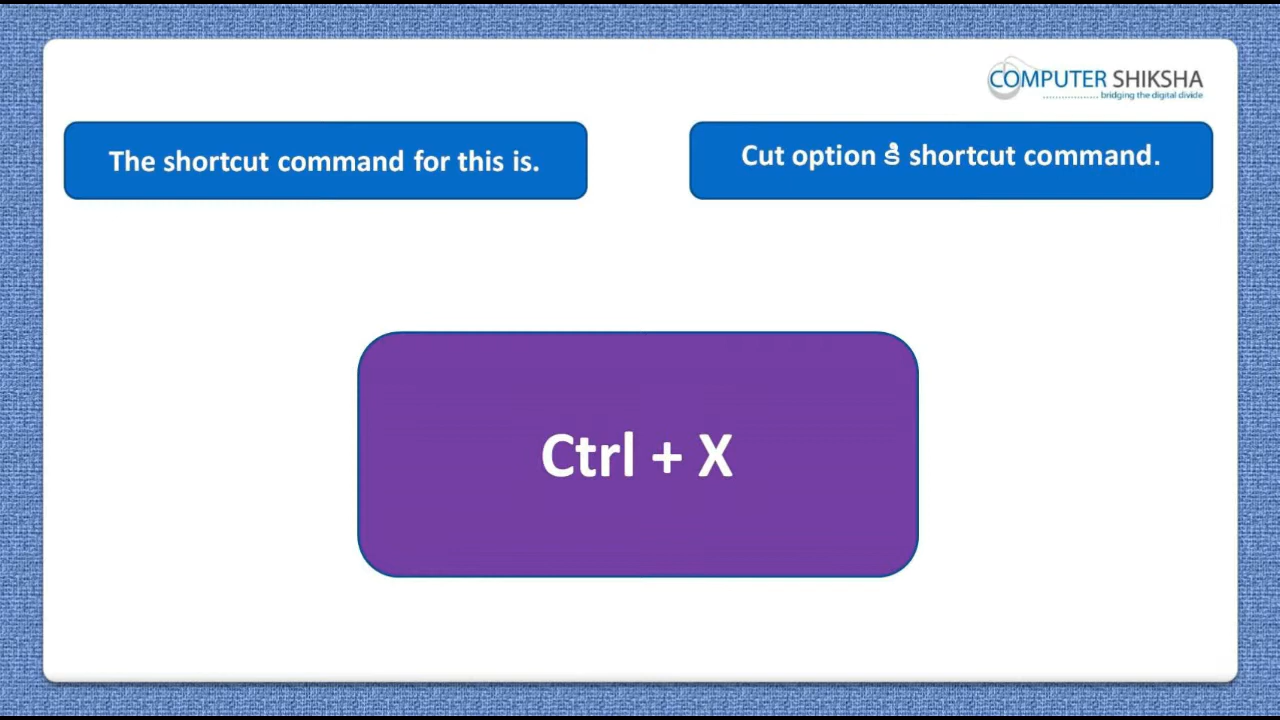 COMPUTER SHIKSHA
bridging the digital divide
The shortcut command for this is.
Cut option కి shortcut command.
Ctrl + X